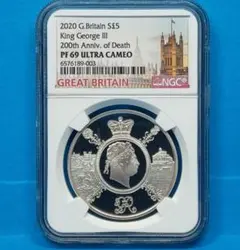 2020 G.Britain S$5
King George III
200th Anniv. of Death
PF 69 ULTRA CAMEO
6576189-003
GREAT BRITAIN
NGC